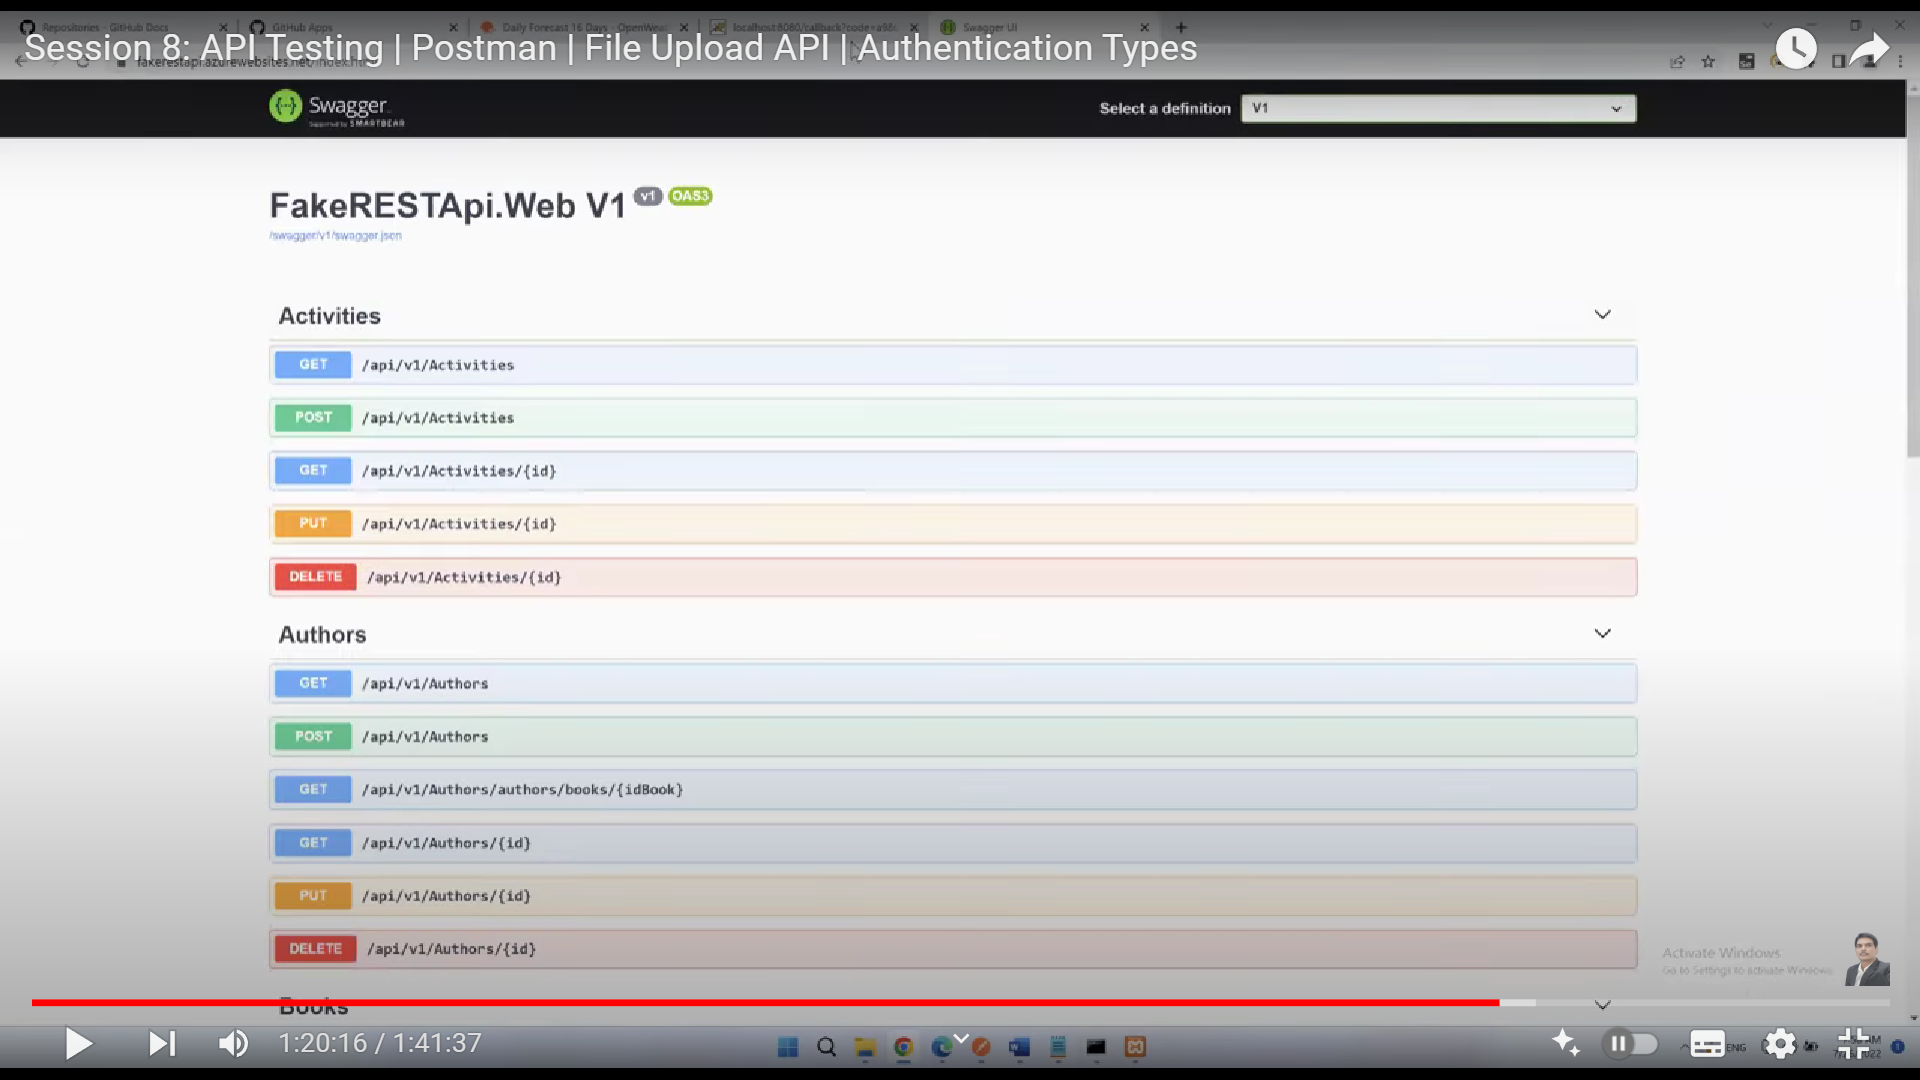 Repositories - GitHub Docs
GitHub Apps
Daily Forecast 16 Days - OpenWea
localhost:8080/callback?code=a98
Swagger UI
Session 8: API Testing | Postman | File Upload API | Authentication Types
fakerestapi.azurewebsites.net/index.h
Swagger
Supported by SMARTBEAR
Select a definition
V1
FakeRESTApi.Web V1
v1
OAS3
/swagger/v1/swagger.json
Activities
GET /api/v1/Activities
POST /api/v1/Activities
GET /api/v1/Activities/{id}
PUT /api/v1/Activities/{id}
DELETE /api/v1/Activities/{id}
Authors
GET /api/v1/Authors
POST /api/v1/Authors
GET /api/v1/Authors/authors/books/{idBook}
GET /api/v1/Authors/{id}
PUT /api/v1/Authors/{id}
DELETE /api/v1/Authors/{id}
Activate Windows
Go to Settings to activate Windows.
Books
1:20:16 / 1:41:37
ENG